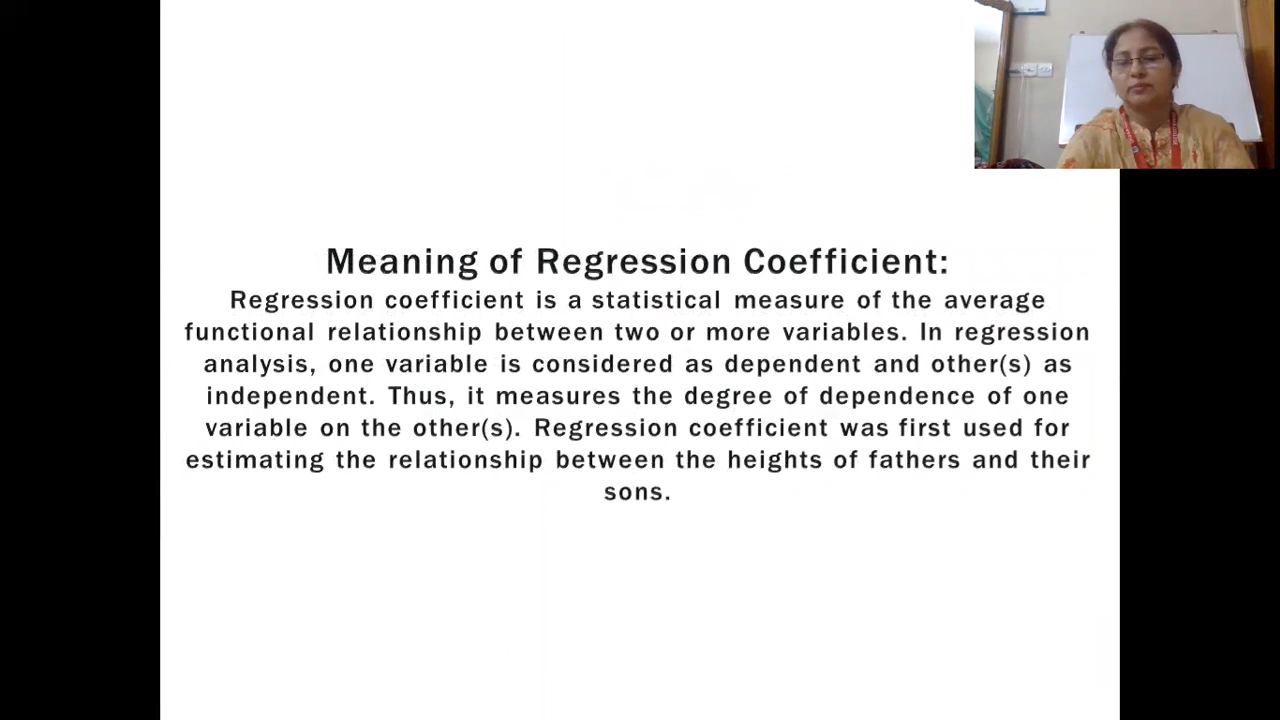 Meaning of Regression Coefficient:
Regression coefficient is a statistical measure of the average
functional relationship between two or more variables. In regression
analysis, one variable is considered as dependent and other(s) as
independent. Thus, it measures the degree of dependence of one
variable on the other(s). Regression coefficient was first used for
estimating the relationship between the heights of fathers and their
sons.